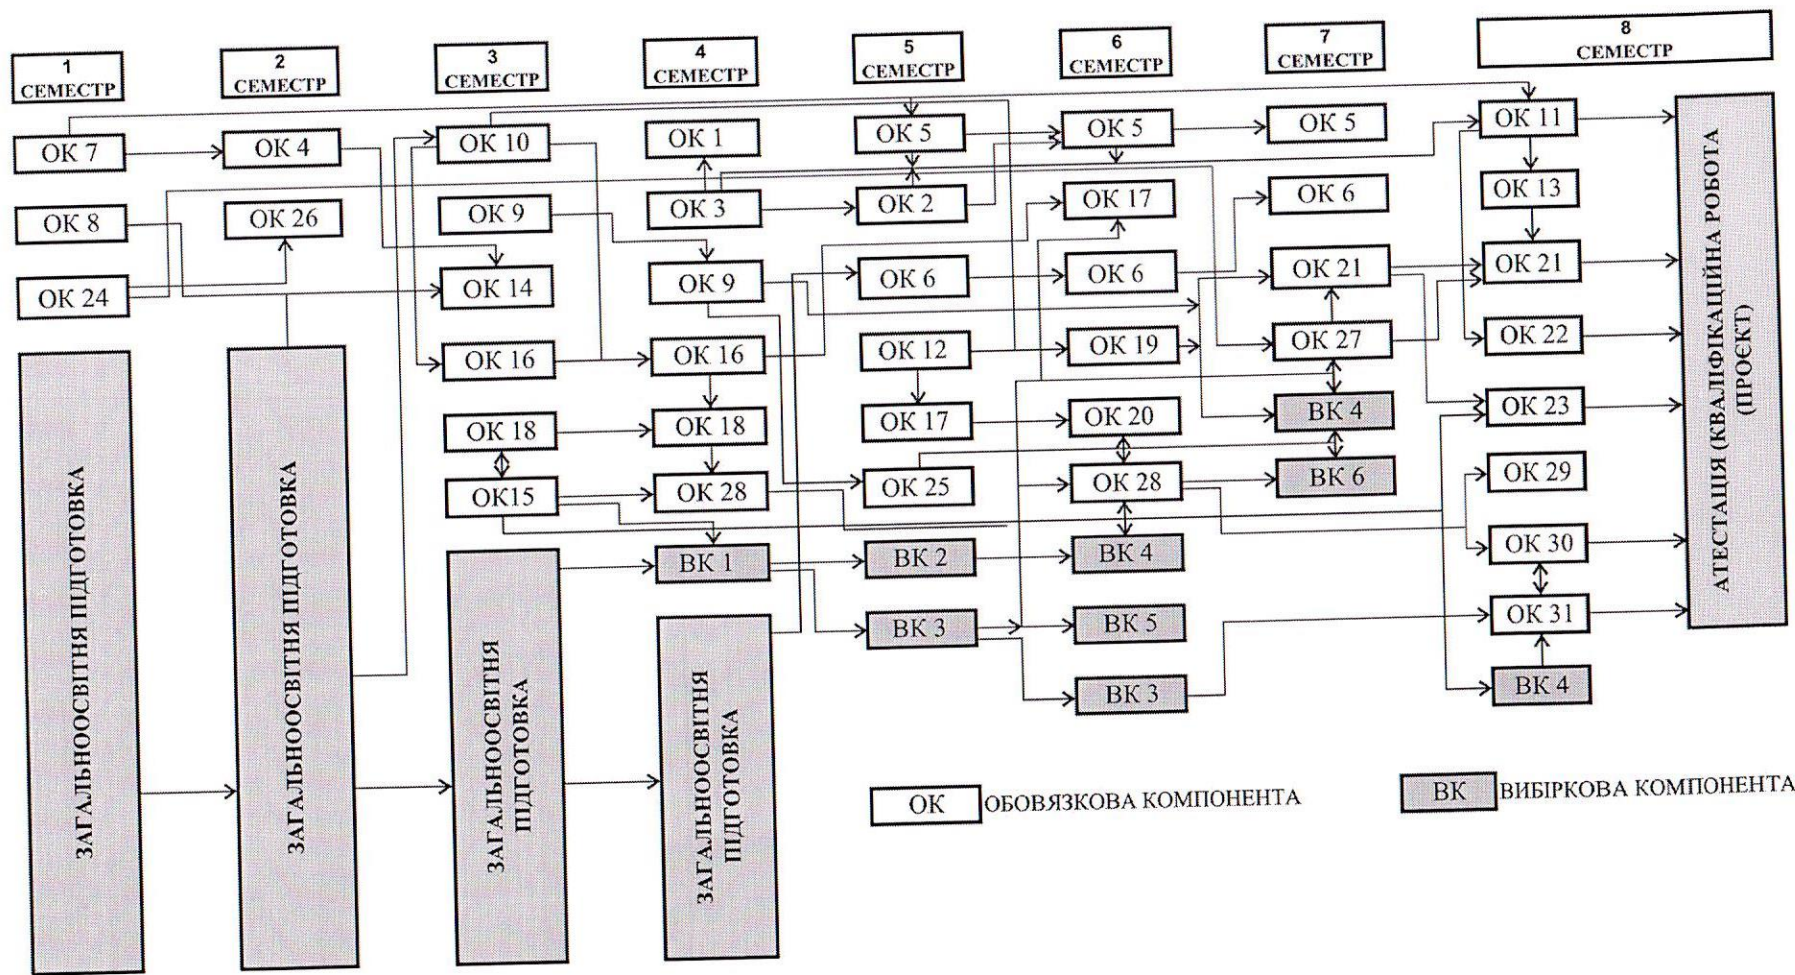 1
СЕМЕСТР
2
СЕМЕСТР
3
СЕМЕСТР
4
СЕМЕСТР
5
СЕМЕСТР
6
СЕМЕСТР
7
СЕМЕСТР
8
СЕМЕСТР
ОК 7
ОК 8
ОК 24
ЗАГАЛЬНООСВІТНЯ ПІДГОТОВКА
ОК 4
ОК 26
ЗАГАЛЬНООСВІТНЯ ПІДГОТОВКА
ОК 10
ОК 9
ОК 14
ОК 16
ОК 18
ОК15
ЗАГАЛЬНООСВІТНЯ
ПІДГОТОВКА
ОК 1
ОК 3
ОК 9
ОК 16
ОК 18
ОК 28
ВК 1
ЗАГАЛЬНООСВІТНЯ
ПІДГОТОВКА
ОК 5
ОК 2
ОК 6
ОК 12
ОК 17
ОК 25
ВК 2
ВК 3
ОК 5
ОК 17
ОК 6
ОК 19
ОК 20
ОК 28
ВК 4
ВК 5
ВК 3
ОК 5
ОК 6
ОК 21
ОК 27
ВК 4
ВК 6
ОК 11
ОК 13
ОК 21
ОК 22
ОК 23
ОК 29
ОК 30
ОК 31
ВК 4
АТЕСТАЦІЯ (КВАЛІФІКАЦІЙНА РОБОТА
(ПРОЄКТ)
ОК
ОБОВЯЗКОВА КОМПОНЕНТА
ВК
ВИБІРКОВА КОМПОНЕНТА